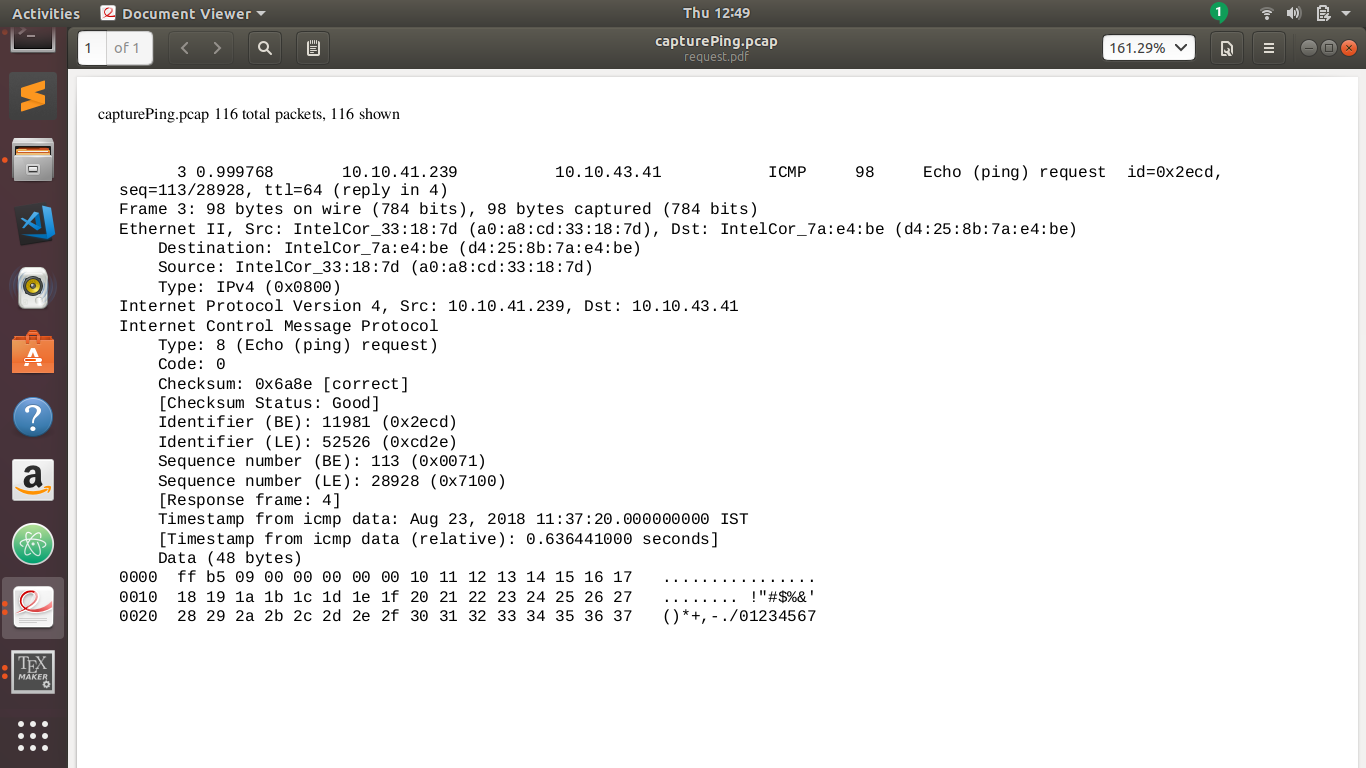 Activities Document Viewer Thu 12:49 1
1 of 1 capturePing.pcap 161.29%
request.pdf
capturePing.pcap 116 total packets, 116 shown
3 0.999768 10.10.41.239 10.10.43.41 ICMP 98 Echo (ping) request id=0x2ecd,
seq=113/28928, ttl=64 (reply in 4)
Frame 3: 98 bytes on wire (784 bits), 98 bytes captured (784 bits)
Ethernet II, Src: IntelCor_33:18:7d (a0:a8:cd:33:18:7d), Dst: IntelCor_7a:e4:be (d4:25:8b:7a:e4:be)
Destination: IntelCor_7a:e4:be (d4:25:8b:7a:e4:be)
Source: IntelCor_33:18:7d (a0:a8:cd:33:18:7d)
Type: IPv4 (0x0800)
Internet Protocol Version 4, Src: 10.10.41.239, Dst: 10.10.43.41
Internet Control Message Protocol
Type: 8 (Echo (ping) request)
Code: 0
Checksum: 0x6a8e [correct]
[Checksum Status: Good]
Identifier (BE): 11981 (0x2ecd)
Identifier (LE): 52526 (0xcd2e)
Sequence number (BE): 113 (0x0071)
Sequence number (LE): 28928 (0x7100)
[Response frame: 4]
Timestamp from icmp data: Aug 23, 2018 11:37:20.000000000 IST
[Timestamp from icmp data (relative): 0.636441000 seconds]
Data (48 bytes)
0000 ff b5 09 00 00 00 00 00 10 11 12 13 14 15 16 17 ................
0010 18 19 1a 1b 1c 1d 1e 1f 20 21 22 23 24 25 26 27 ........ !"#$%&'
0020 28 29 2a 2b 2c 2d 2e 2f 30 31 32 33 34 35 36 37 ()*+,-./01234567
TEX
MAKER